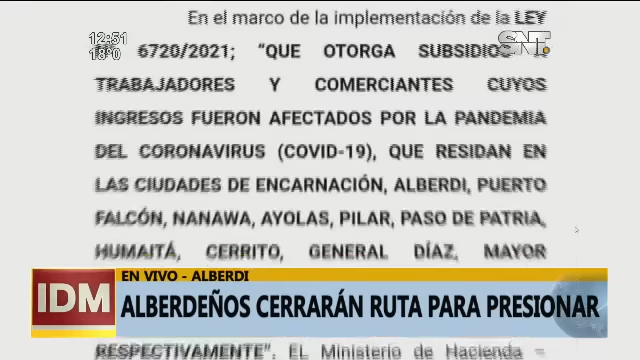 En el marco de la implementación de la LEY
12:51
18°0
SNT.
6720/2021; "QUE OTORGA SUBSIDIOS A
TRABAJADORES Y COMERCIANTES CUYOS
INGRESOS FUERON AFECTADOS POR LA PANDEMIA
DEL CORONAVIRUS (COVID-19), QUE RESIDAN EN
LAS CIUDADES DE ENCARNACIÓN, ALBERDI, PUERTO
FALCÓN, NANAWA, AYOLAS, PILAR, PASO DE PATRIA,
HUMAITÁ, CERRITO, GENERAL DÍAZ, MAYOR
EN VIVO - ALBERDI
IDM
ALBERDEÑOS CERRARÁN RUTA PARA PRESIONAR
RESPECTIVAMENTE". El Ministerio de Hacienda –